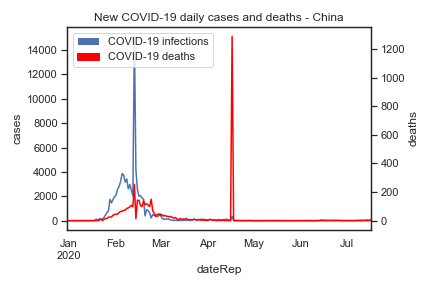 New COVID-19 daily cases and deaths - China
COVID-19 infections
COVID-19 deaths
14000
12000
10000
8000
6000
4000
2000
0
cases
1200
1000
800
600
400
200
0
deaths
Jan Feb Mar Apr May Jun Jul
2020
dateRep